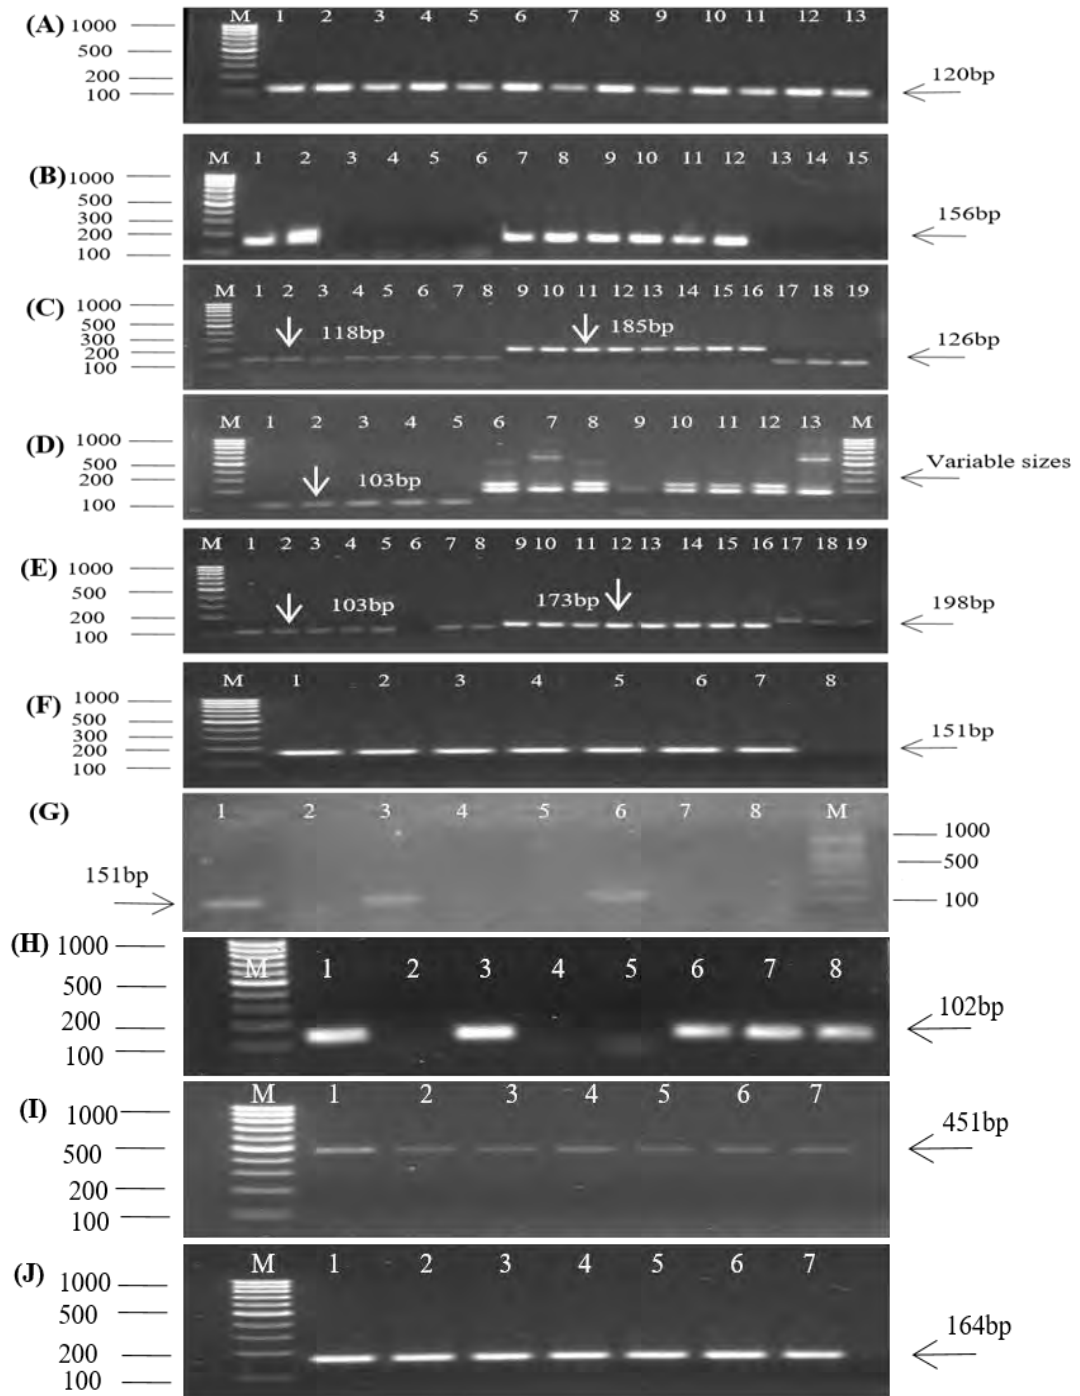 (A) 1000 M 1 2 3 4 5 6 7 8 9 10 11 12 13
500
200
100
120bp
(B) 1000 M 1 2 3 4 5 6 7 8 9 10 11 12 13 14 15
500
300
200
100
156bp
(C) 1000 M 1 2 3 4 5 6 7 8 9 10 11 12 13 14 15 16 17 18 19
500
300
200
100
118bp 185bp
126bp
(D) 1000 M 1 2 3 4 5 6 7 8 9 10 11 12 13 M
500
200
100
103bp
Variable sizes
(E) 1000 M 1 2 3 4 5 6 7 8 9 10 11 12 13 14 15 16 17 18 19
500
200
100
103bp 173bp
198bp
(F) 1000 M 1 2 3 4 5 6 7 8
500
300
200
100
151bp
(G) 1 2 3 4 5 6 7 8 M
1000
500
100
151bp
(H) 1000 M 1 2 3 4 5 6 7 8
500
200
100
102bp
(I) 1000 M 1 2 3 4 5 6 7
500
200
100
451bp
(J) 1000 M 1 2 3 4 5 6 7
500
200
100
164bp